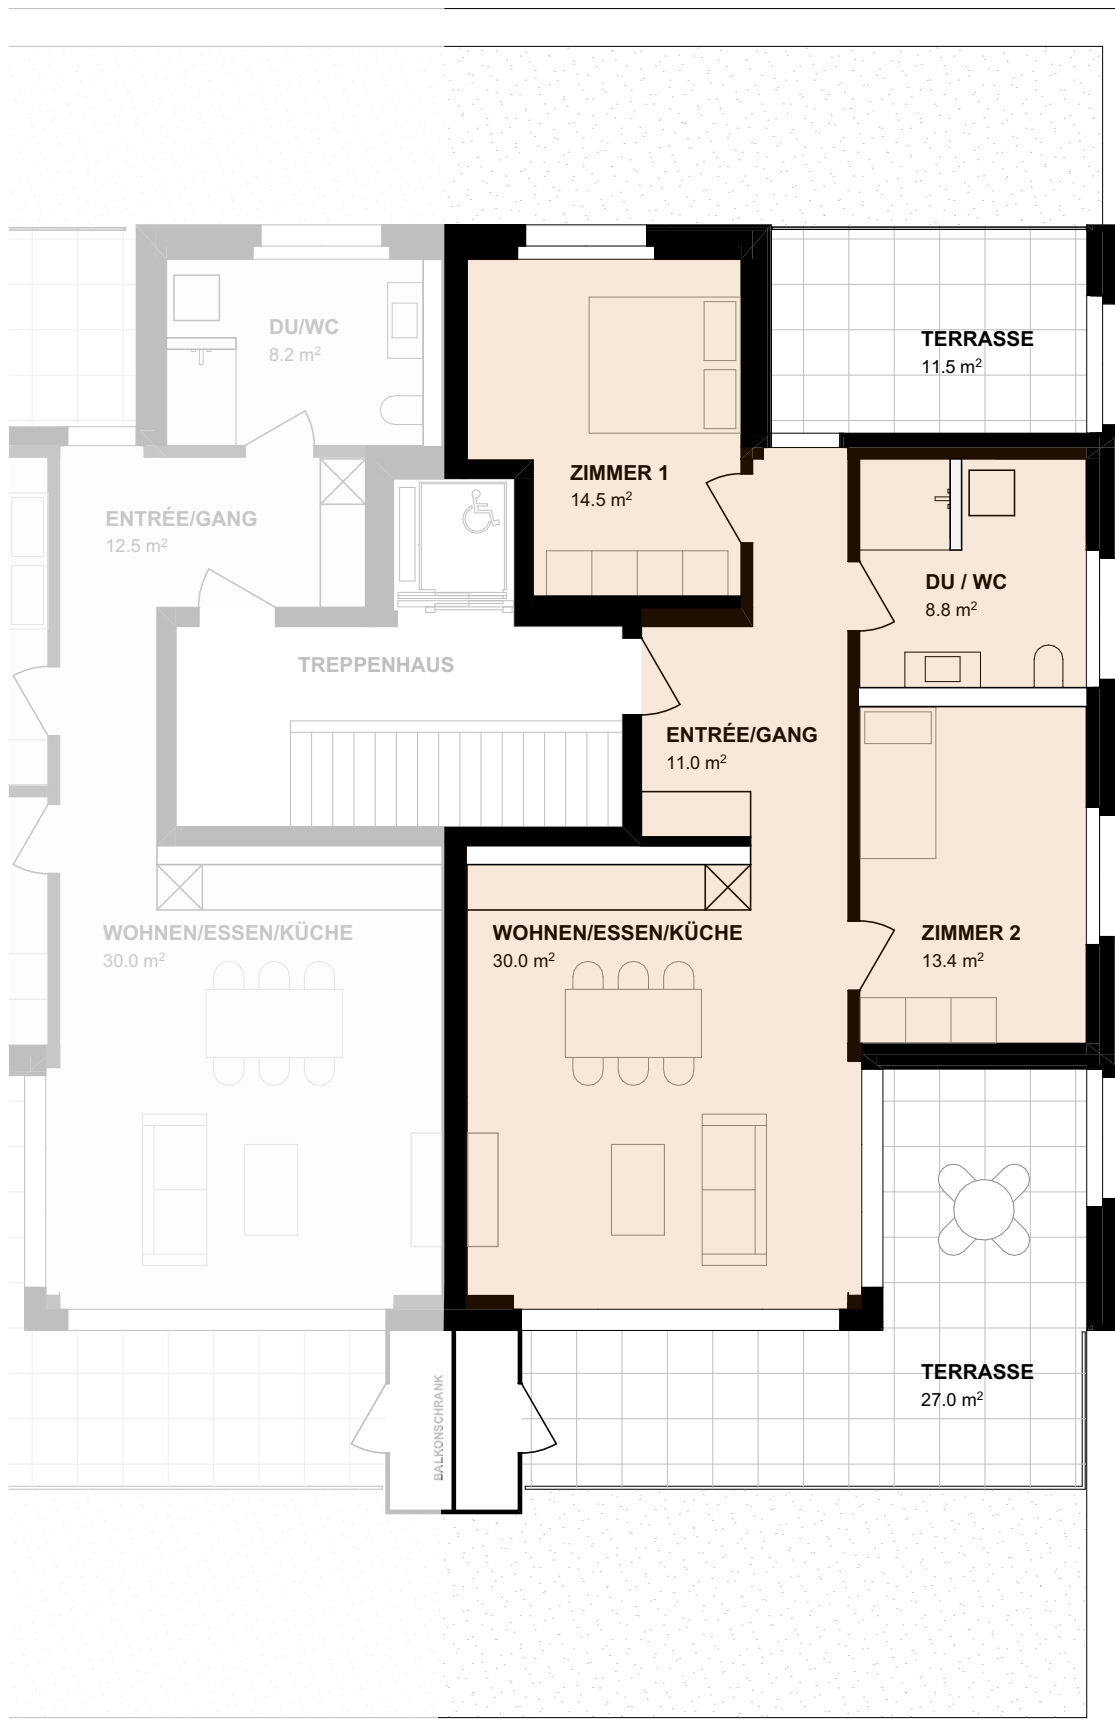 DU/WC
8.2 m²
TERRASSE
11.5 m²
ZIMMER 1
14.5 m²
ENTRÉE/GANG
12.5 m²
DU / WC
8.8 m²
TREPPENHAUS
ENTRÉE/GANG
11.0 m²
WOHNEN/ESSEN/KÜCHE
30.0 m²
WOHNEN/ESSEN/KÜCHE
30.0 m²
ZIMMER 2
13.4 m²
TERRASSE
27.0 m²
BALKONSCHRANK